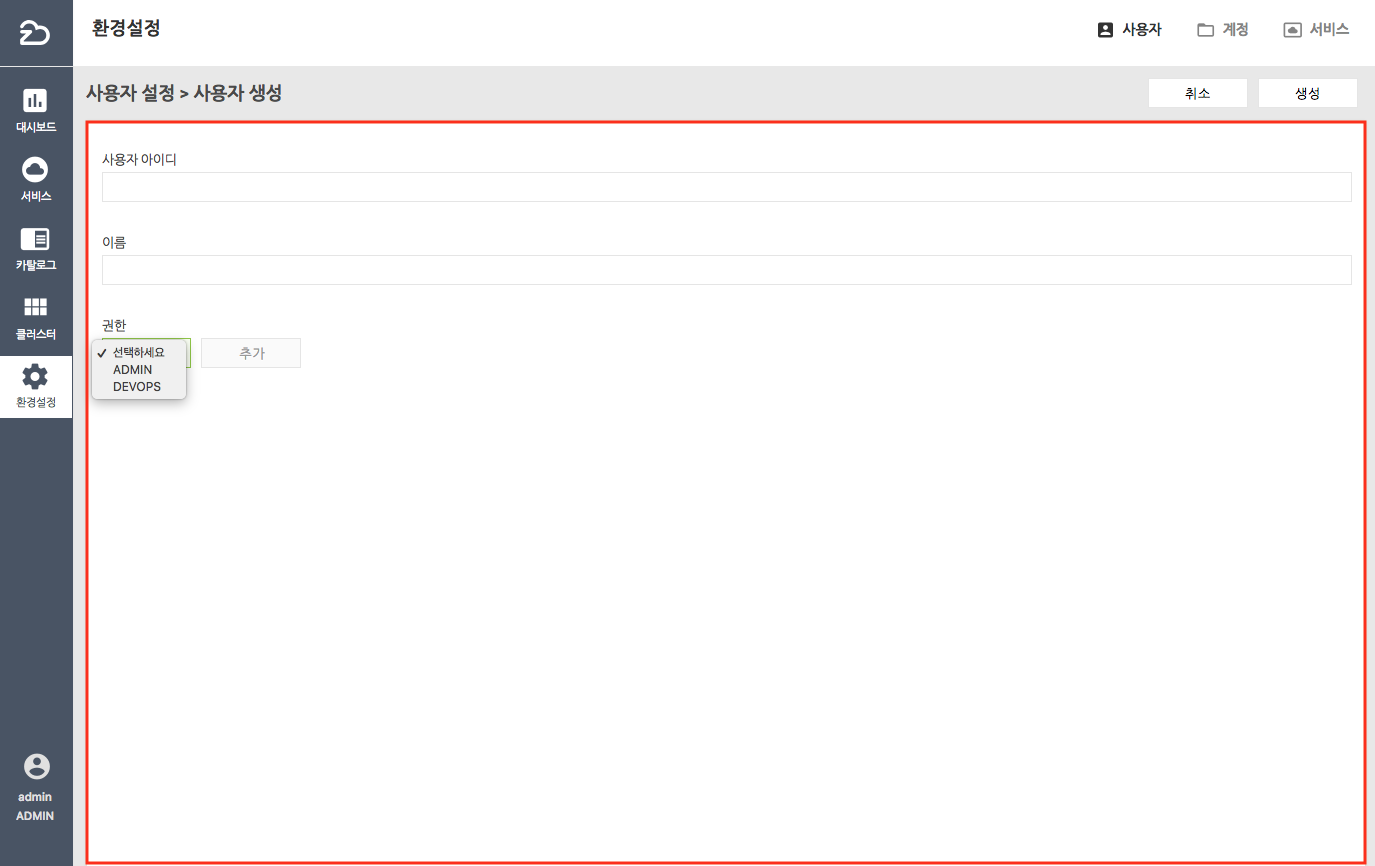 환경설정
사용자
계정
서비스
대시보드
서비스
카탈로그
클러스터
환경설정
admin
ADMIN
사용자 설정 > 사용자 생성
취소
생성
사용자 아이디
이름
권한
✓ 선택하세요
ADMIN
DEVOPS
추가